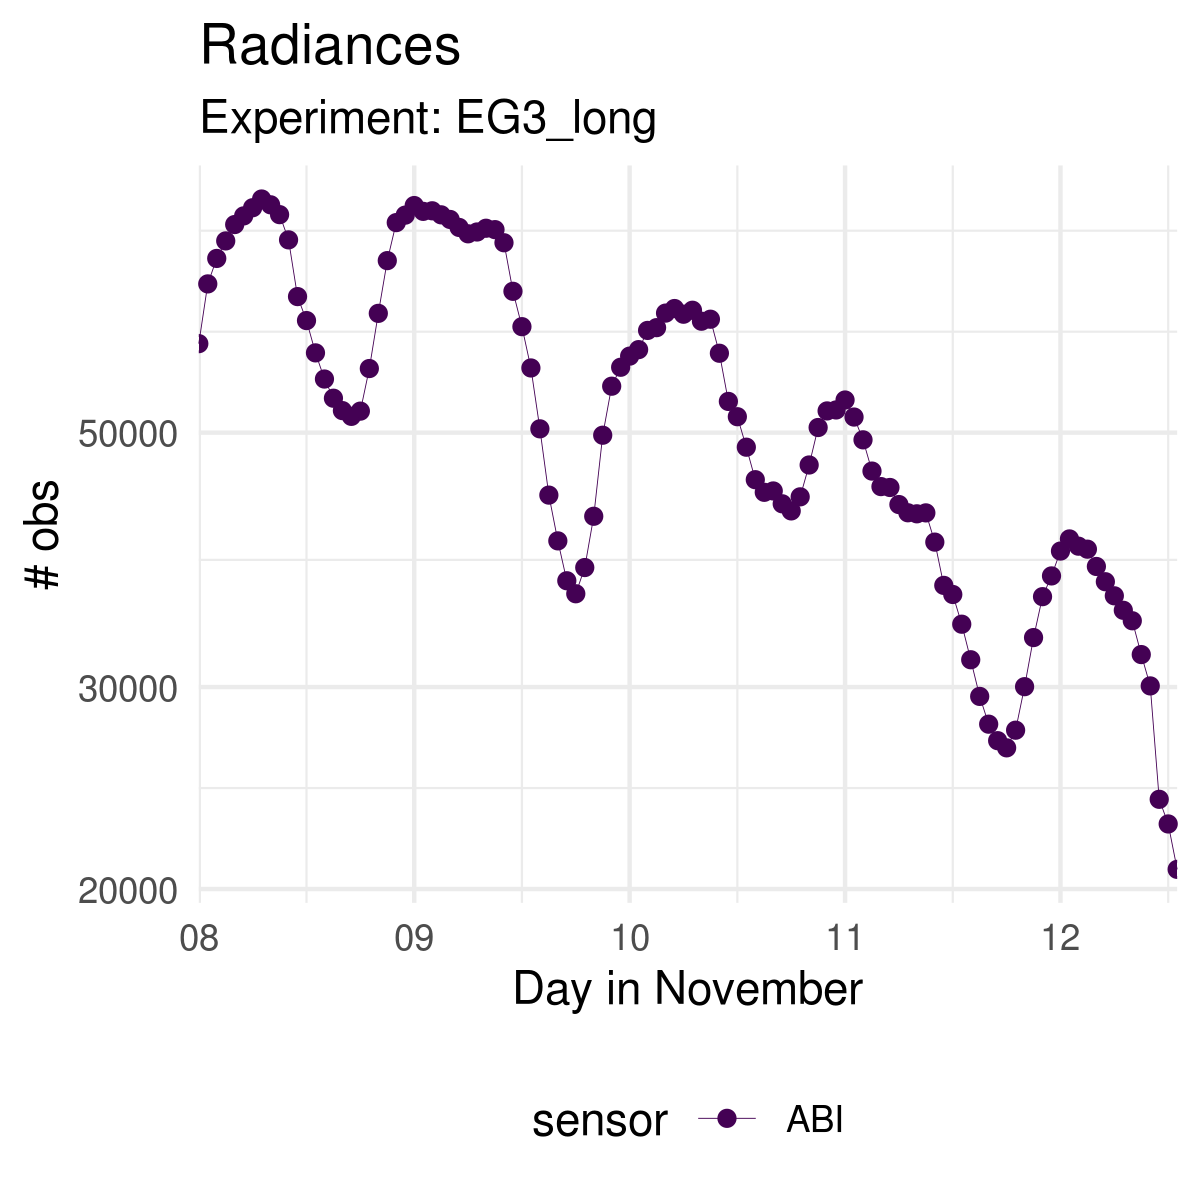 Radiances
Experiment: EG3_long
# obs
50000
30000
20000
08 09 10 11 12
Day in November
sensor ABI